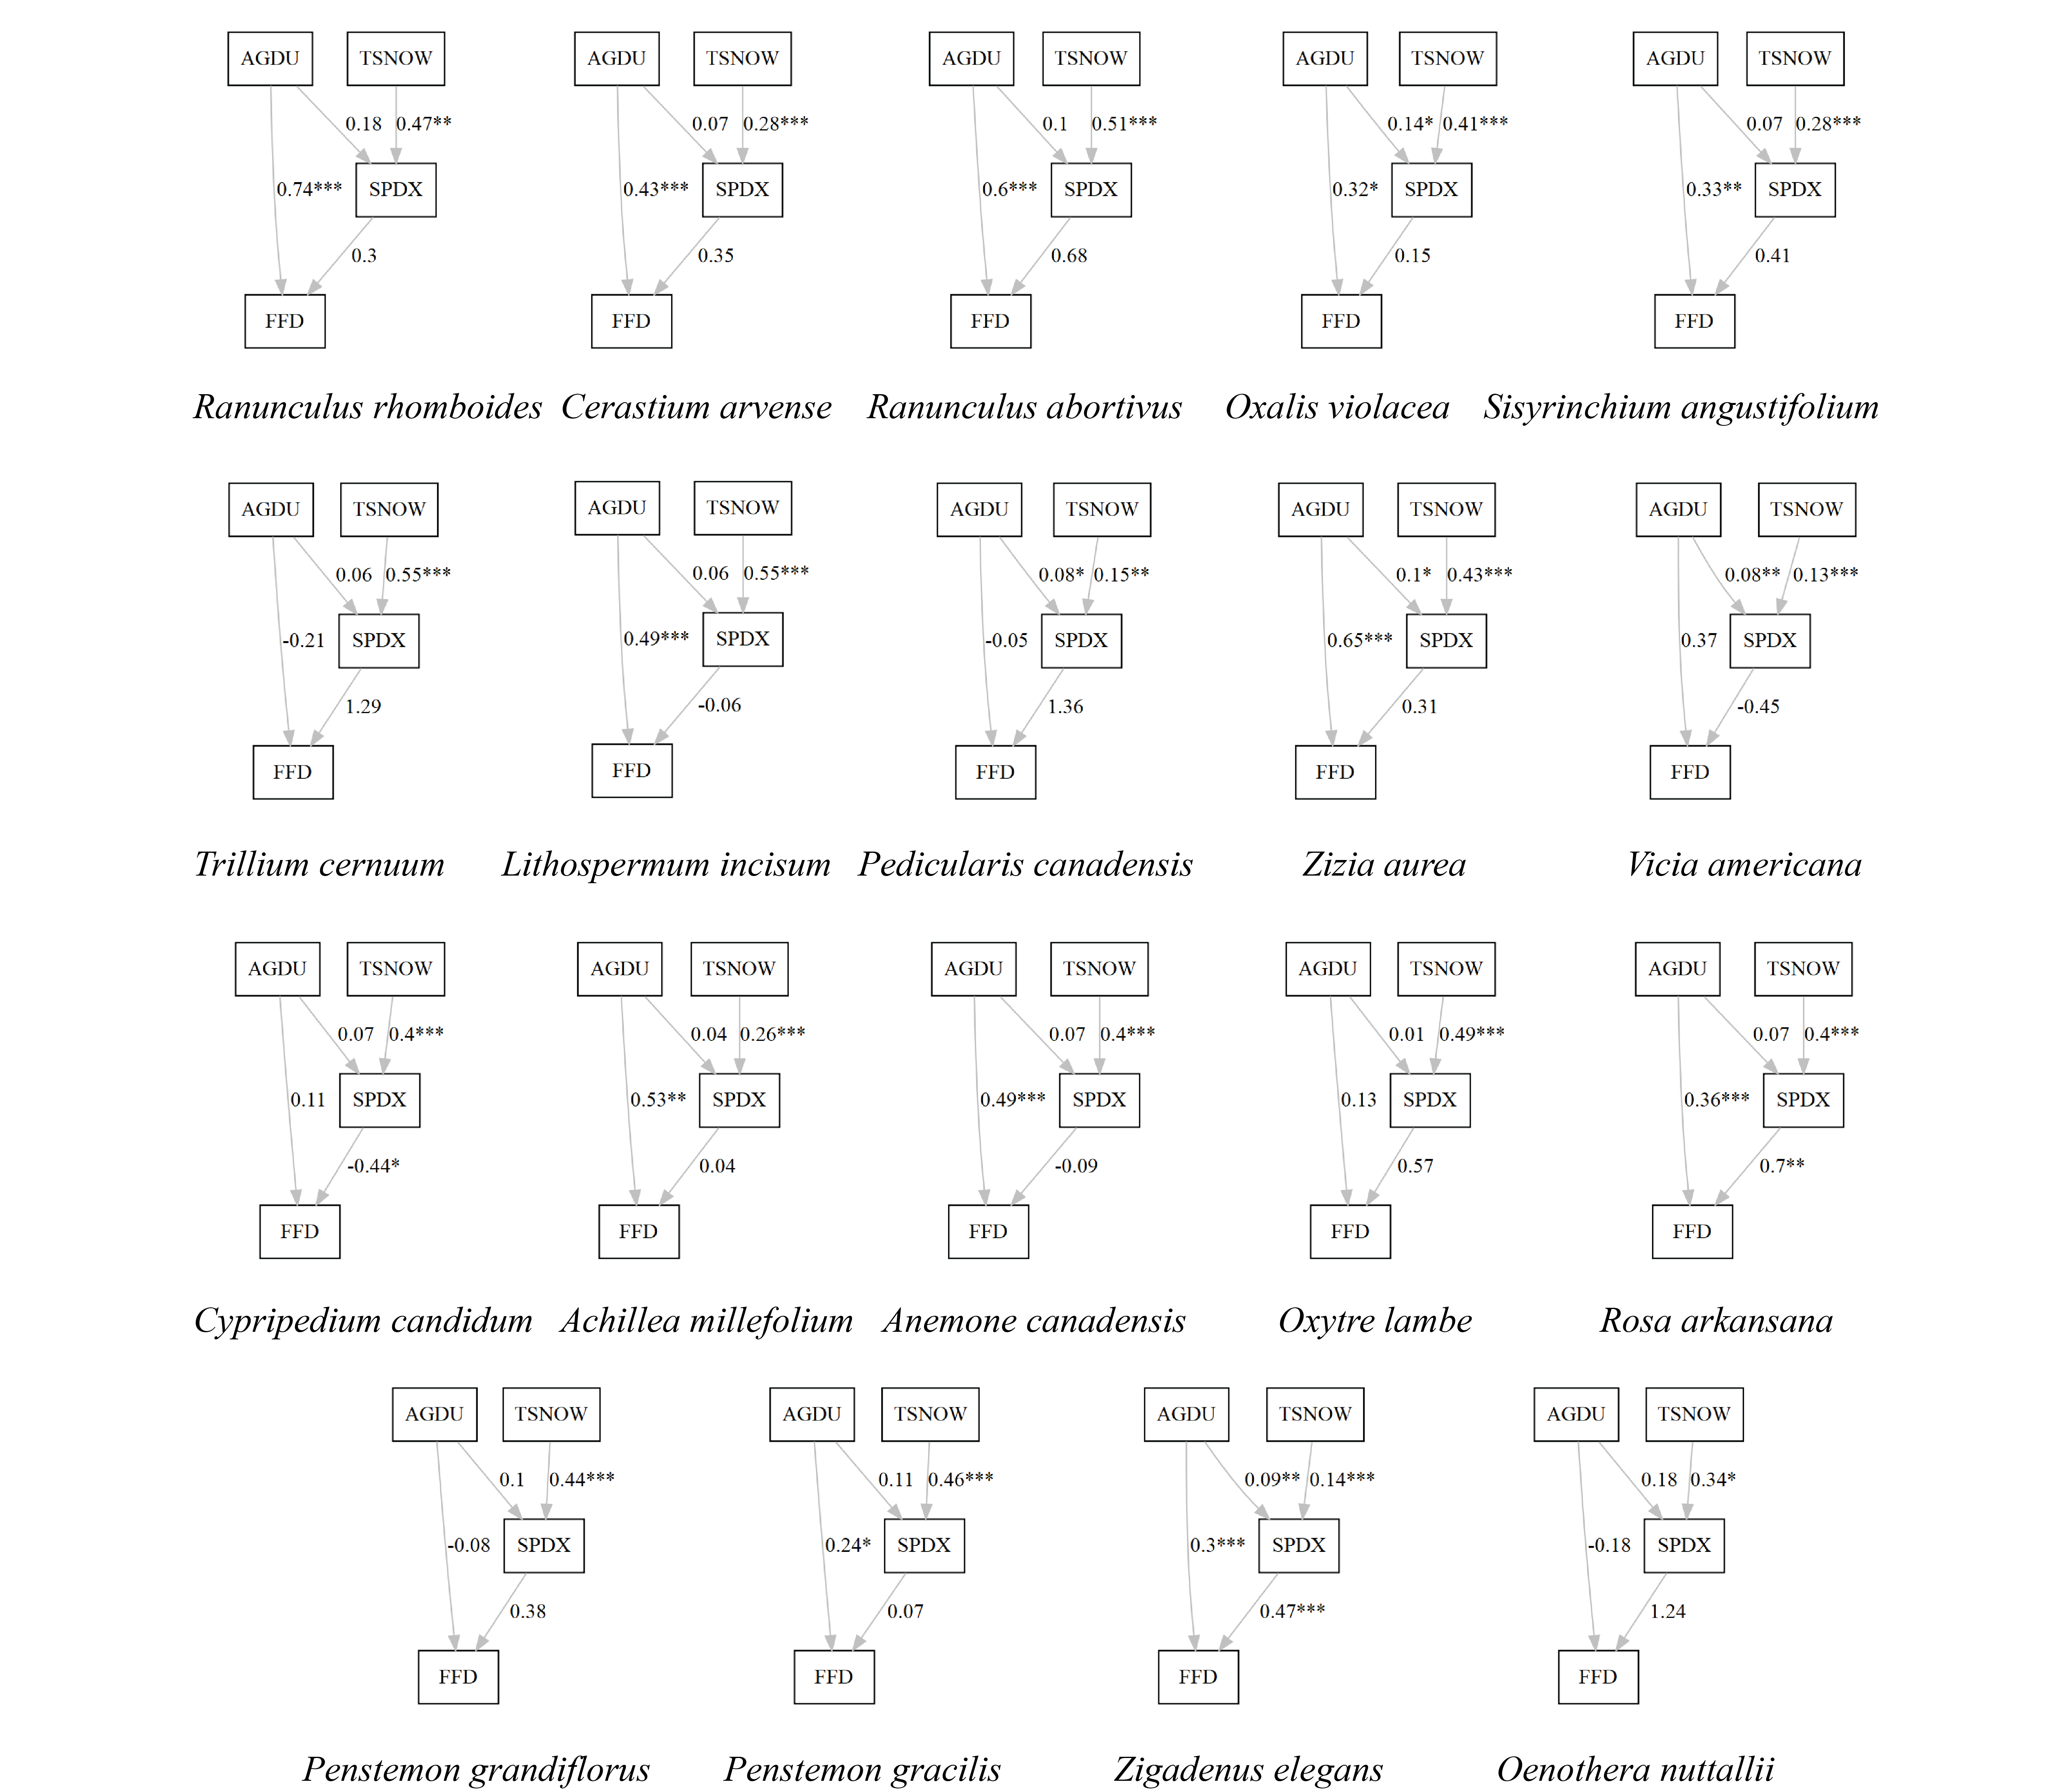 AGDU TSNOW AGDU TSNOW AGDU TSNOW AGDU TSNOW AGDU TSNOW
0.18 0.47** 0.07 0.28*** 0.1 0.51*** 0.14* 0.41*** 0.07 0.28***
0.74*** SPDX 0.43*** SPDX 0.6*** SPDX 0.32* SPDX 0.33** SPDX
0.3 0.35 0.68 0.15 0.41
FFD FFD FFD FFD FFD
Ranunculus rhomboides Cerastium arvense Ranunculus abortivus Oxalis violacea Sisyrinchium angustifolium
AGDU TSNOW AGDU TSNOW AGDU TSNOW AGDU TSNOW AGDU TSNOW
0.06 0.55*** 0.06 0.55*** 0.08* 0.15** 0.1* 0.43*** 0.08** 0.13***
-0.21 SPDX 0.49*** SPDX -0.05 SPDX 0.65*** SPDX 0.37 SPDX
1.29 -0.06 1.36 0.31 -0.45
FFD FFD FFD FFD FFD
Trillium cernuum Lithospermum incisum Pedicularis canadensis Zizia aurea Vicia americana
AGDU TSNOW AGDU TSNOW AGDU TSNOW AGDU TSNOW AGDU TSNOW
0.07 0.4*** 0.04 0.26*** 0.07 0.4*** 0.01 0.49*** 0.07 0.4***
0.11 SPDX 0.53** SPDX 0.49*** SPDX 0.13 SPDX 0.36*** SPDX
-0.44* 0.04 -0.09 0.57 0.7**
FFD FFD FFD FFD FFD
Cypripedium candidum Achillea millefolium Anemone canadensis Oxytre lambe Rosa arkansana
AGDU TSNOW AGDU TSNOW AGDU TSNOW AGDU TSNOW
0.1 0.44*** 0.11 0.46*** 0.09** 0.14*** 0.18 0.34*
-0.08 SPDX 0.24* SPDX 0.3*** SPDX -0.18 SPDX
0.38 0.07 0.47*** 1.24
FFD FFD FFD FFD
Penstemon grandiflorus Penstemon gracilis Zigadenus elegans Oenothera nuttallii